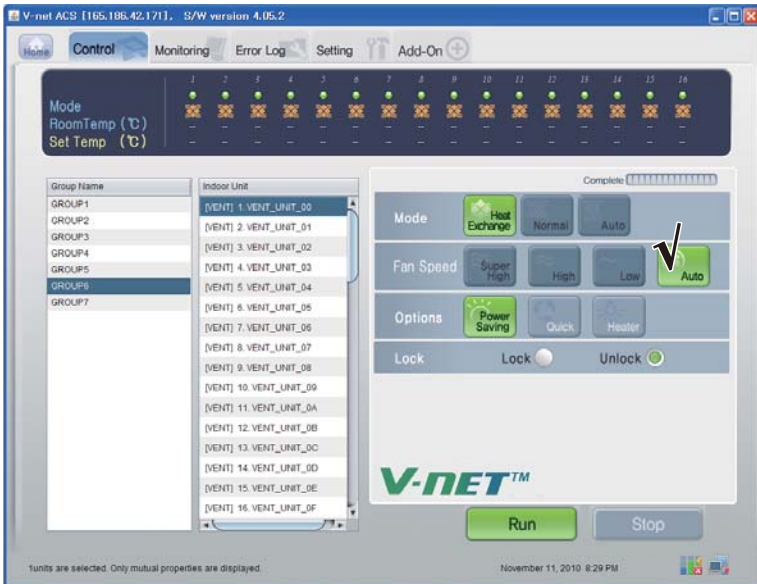 V-net ACS [165.186.42.171], S/W version 4.05.2
Home Control Monitoring Error Log Setting Add-On
1 2 3 4 5 6 7 8 9 10 11 12 13 14 15 16
Mode
RoomTemp (℃) -- -- -- -- -- -- -- -- -- -- -- -- -- -- -- --
Set Temp (℃) -- -- -- -- -- -- -- -- -- -- -- -- -- -- -- --
Group Name
GROUP1
GROUP2
GROUP3
GROUP4
GROUP5
GROUP6
GROUP7
Indoor Unit
[VENT] 1. VENT_UNIT_00
[VENT] 2. VENT_UNIT_01
[VENT] 3. VENT_UNIT_02
[VENT] 4. VENT_UNIT_03
[VENT] 5. VENT_UNIT_04
[VENT] 6. VENT_UNIT_05
[VENT] 7. VENT_UNIT_06
[VENT] 8. VENT_UNIT_07
[VENT] 9. VENT_UNIT_08
[VENT] 10. VENT_UNIT_09
[VENT] 11. VENT_UNIT_0A
[VENT] 12. VENT_UNIT_0B
[VENT] 13. VENT_UNIT_0C
[VENT] 14. VENT_UNIT_0D
[VENT] 15. VENT_UNIT_0E
[VENT] 16. VENT_UNIT_0F
Complete
Mode Heat Exchange Normal Auto
Fan Speed Super High High Low Auto
Options Power Saving Quick Heater
Lock Lock Unlock
V-NET™
Run Stop
1units are selected. Only mutual properties are displayed.
November 11, 2010 8:29 PM